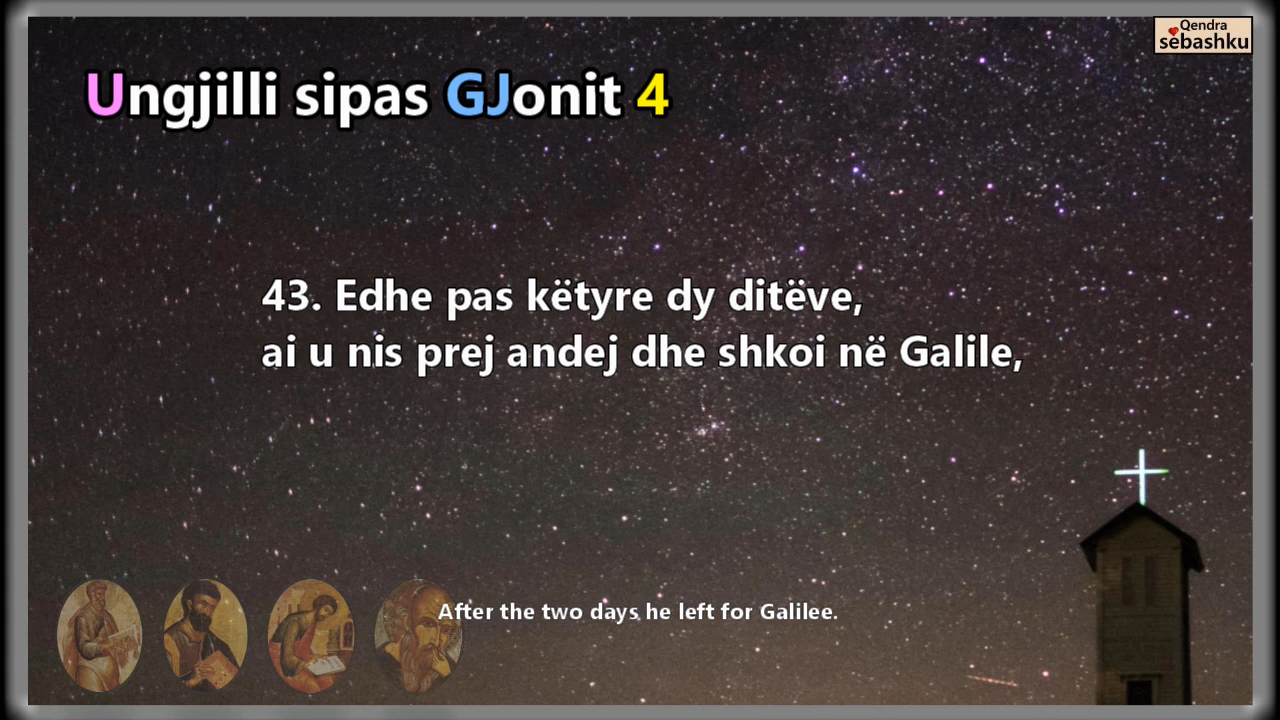 Qendra
sëbashku
Ungjilli sipas GJonit 4
43. Edhe pas këtyre dy ditëve,
ai u nis prej andej dhe shkoi në Galile,
After the two days he left for Galilee.